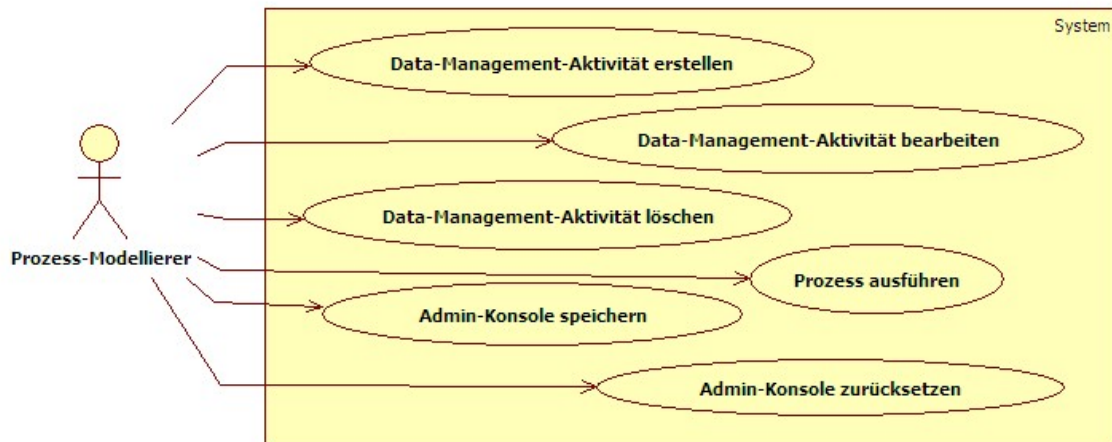 System
Data-Management-Aktivität erstellen
Data-Management-Aktivität bearbeiten
Data-Management-Aktivität löschen
Prozess-Modellierer
Prozess ausführen
Admin-Konsole speichern
Admin-Konsole zurücksetzen